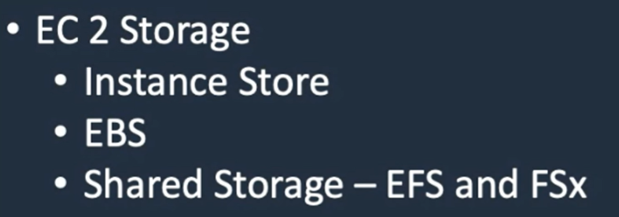 • EC 2 Storage
• Instance Store
• EBS
• Shared Storage – EFS and FSx